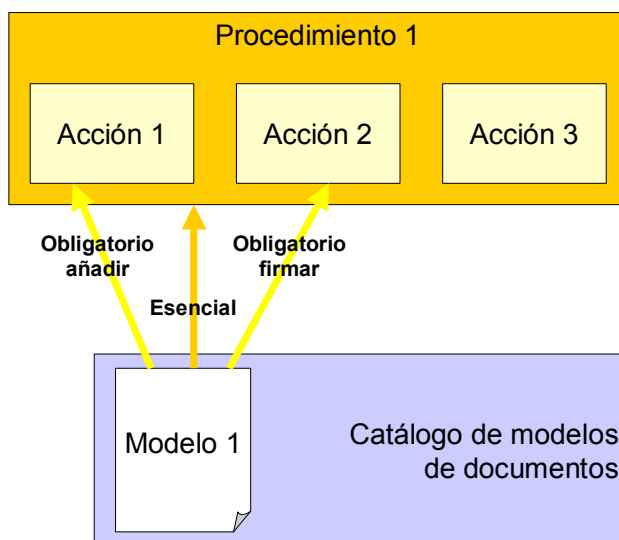 Procedimiento 1
Acción 1
Acción 2
Acción 3
Obligatorio
añadir
Obligatorio
firmar
Esencial
Modelo 1
Catálogo de modelos
de documentos